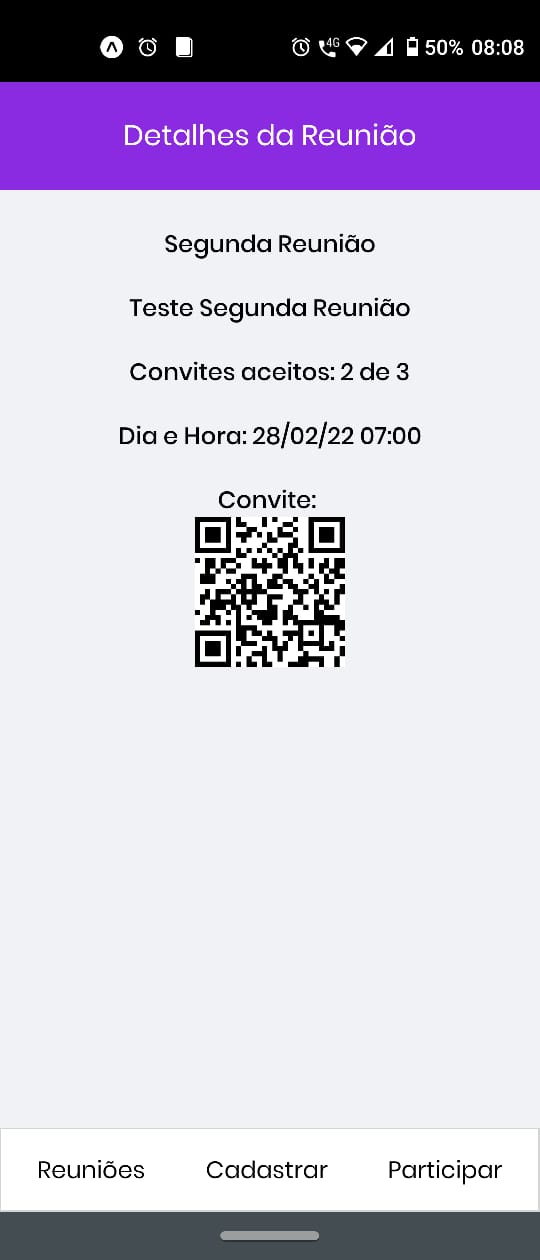 4G 50% 08:08
Detalhes da Reunião
Segunda Reunião
Teste Segunda Reunião
Convites aceitos: 2 de 3
Dia e Hora: 28/02/22 07:00
Convite:
Reuniões Cadastrar Participar